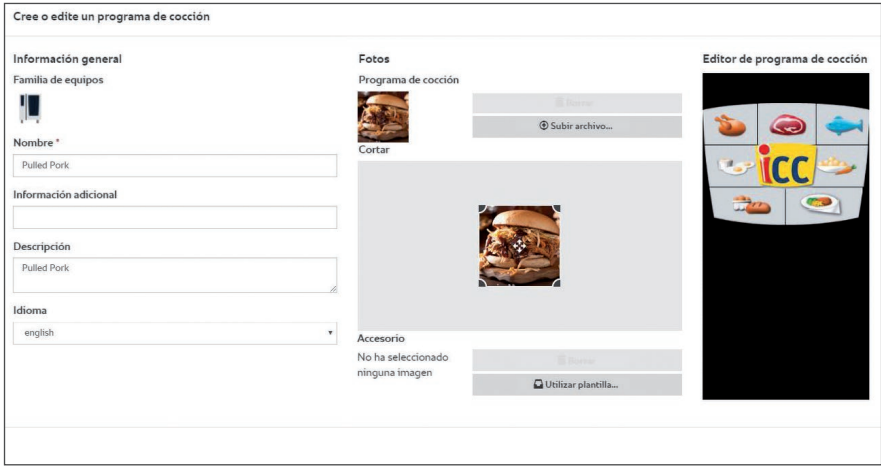 Cree o edite un programa de cocción
Información general
Familia de equipos
Nombre *
Pulled Pork
Información adicional
Descripción
Pulled Pork
Idioma
english
Fotos
Programa de cocción
Borrar
Subir archivo...
Cortar
Accesorio
No ha seleccionado
ninguna imagen
Borrar
Utilizar plantilla...
Editor de programa de cocción
icc